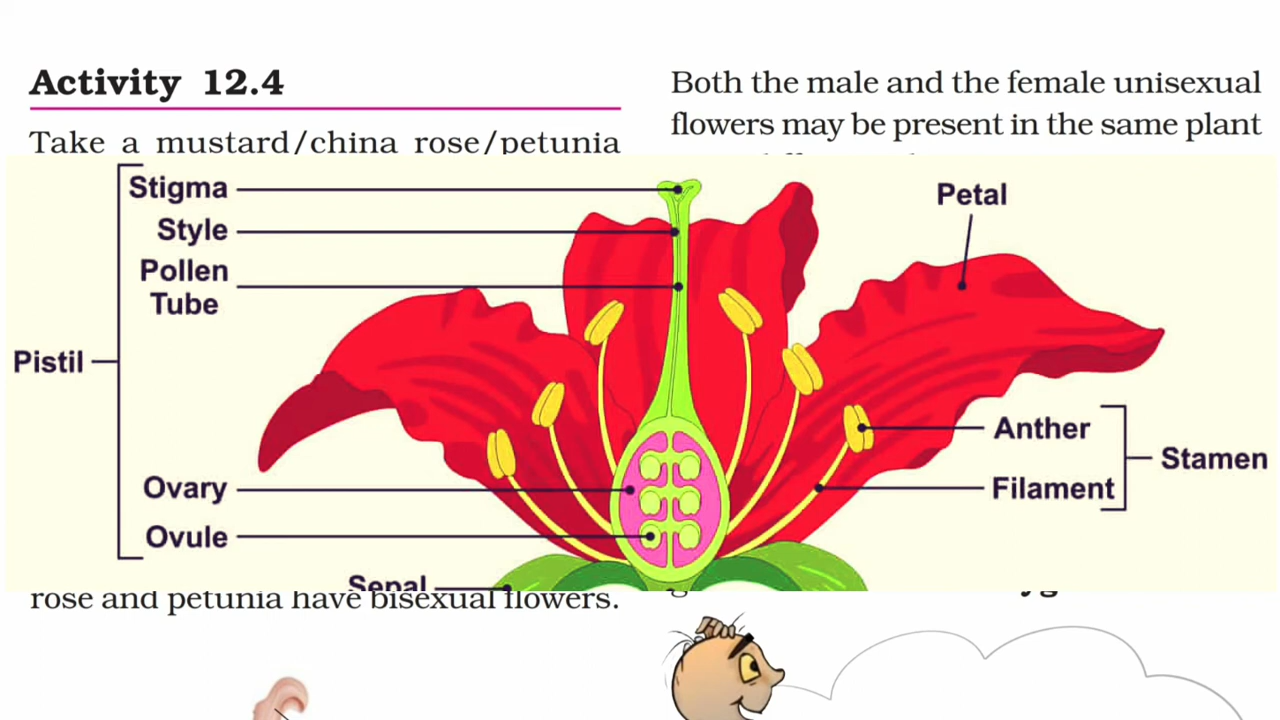 Activity 12.4
Take a mustard/china rose/petunia
Both the male and the female unisexual
flowers may be present in the same plant
Stigma
Style
Pollen
Tube
Pistil
Ovary
Ovule
Sepal
Petal
Anther
Filament
Stamen
rose and petunia have bisexual flowers.